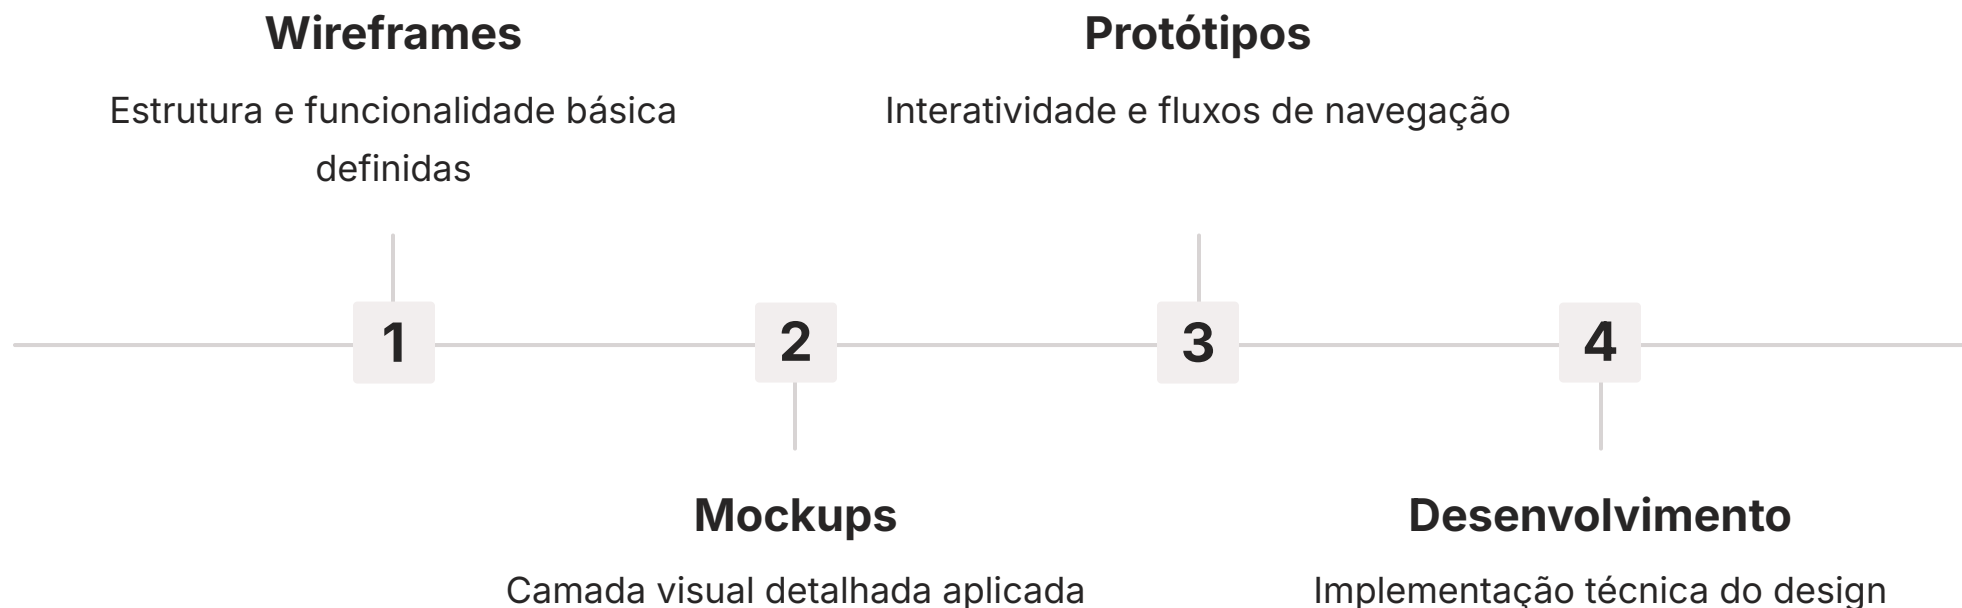 Wireframes
Estrutura e funcionalidade básica
definidas
Protótipos
Interatividade e fluxos de navegação
1
2
3
4
Mockups
Camada visual detalhada aplicada
Desenvolvimento
Implementação técnica do design